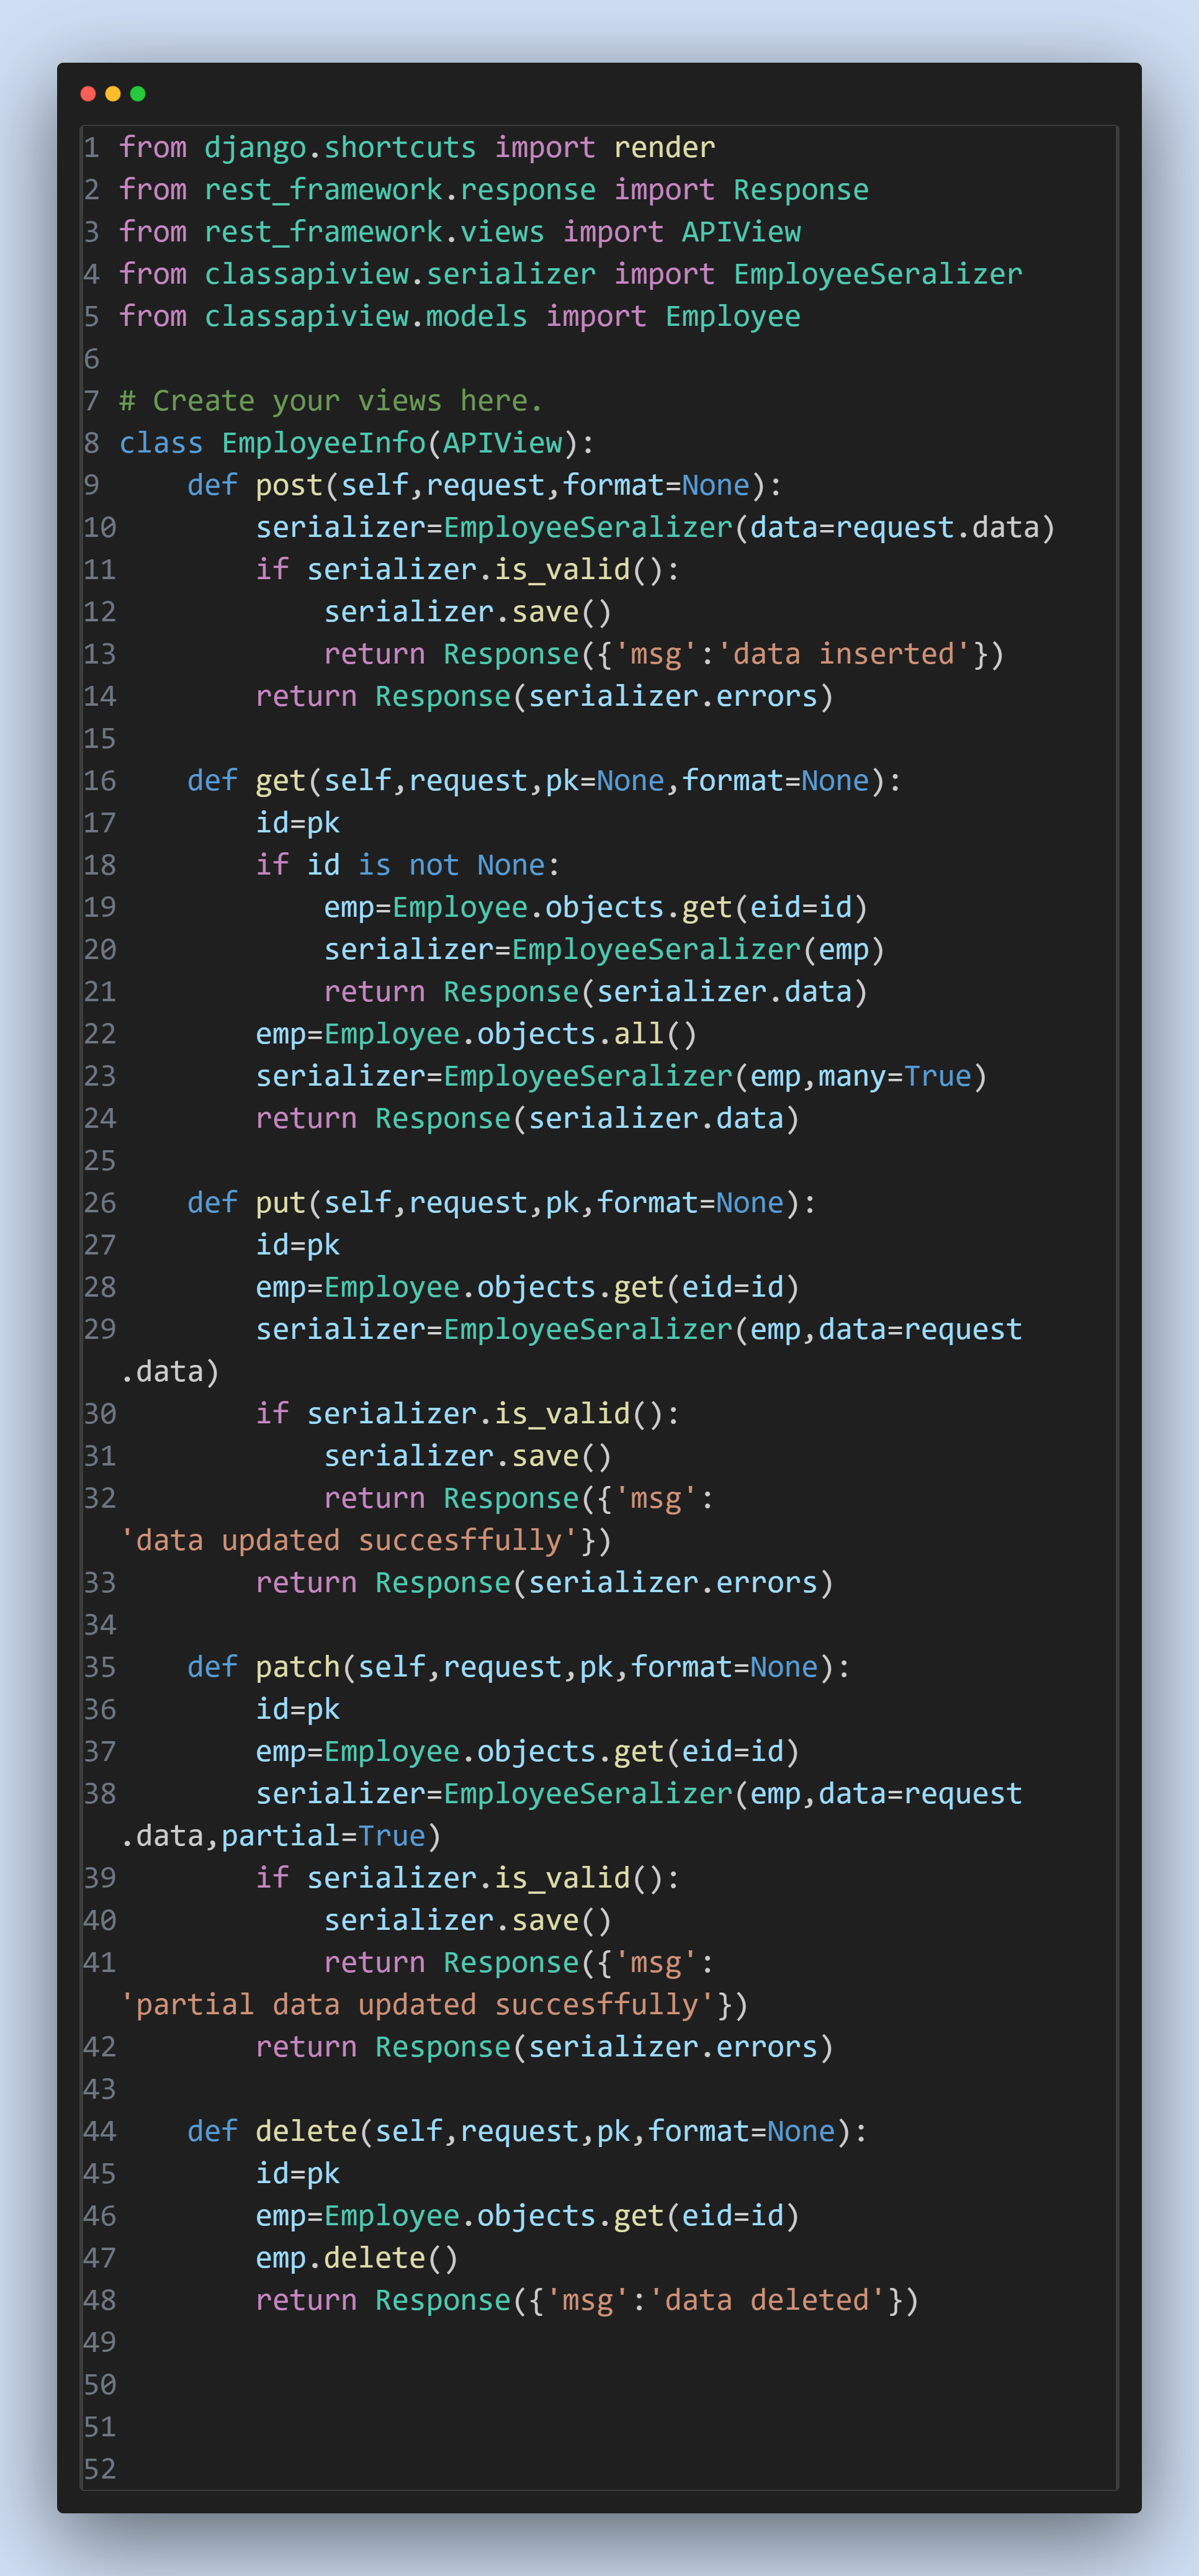 1 from django.shortcuts import render
2 from rest_framework.response import Response
3 from rest_framework.views import APIView
4 from classapiview.serializer import EmployeeSeralizer
5 from classapiview.models import Employee
6
7 # Create your views here.
8 class EmployeeInfo(APIView):
9     def post(self,request,format=None):
10         serializer=EmployeeSeralizer(data=request.data)
11         if serializer.is_valid():
12             serializer.save()
13             return Response({'msg':'data inserted'})
14         return Response(serializer.errors)
15
16     def get(self,request,pk=None,format=None):
17         id=pk
18         if id is not None:
19             emp=Employee.objects.get(eid=id)
20             serializer=EmployeeSeralizer(emp)
21             return Response(serializer.data)
22         emp=Employee.objects.all()
23         serializer=EmployeeSeralizer(emp,many=True)
24         return Response(serializer.data)
25
26     def put(self,request,pk,format=None):
27         id=pk
28         emp=Employee.objects.get(eid=id)
29         serializer=EmployeeSeralizer(emp,data=request
.data)
30         if serializer.is_valid():
31             serializer.save()
32             return Response({'msg':
'data updated succesffully'})
33         return Response(serializer.errors)
34
35     def patch(self,request,pk,format=None):
36         id=pk
37         emp=Employee.objects.get(eid=id)
38         serializer=EmployeeSeralizer(emp,data=request
.data,partial=True)
39         if serializer.is_valid():
40             serializer.save()
41             return Response({'msg':
'partial data updated succesffully'})
42         return Response(serializer.errors)
43
44     def delete(self,request,pk,format=None):
45         id=pk
46         emp=Employee.objects.get(eid=id)
47         emp.delete()
48         return Response({'msg':'data deleted'})
49
50
51
52